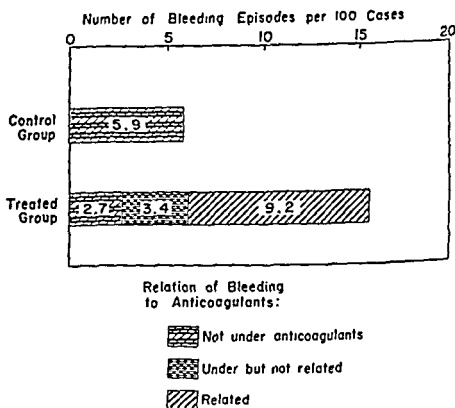 Number of Bleeding Episodes per 100 Cases
0 5 10 15 20
Control
Group
5.9
Treated
Group
2.7 3.4 9.2
Relation of Bleeding
to Anticoagulants:
Not under anticoagulants
Under but not related
Related